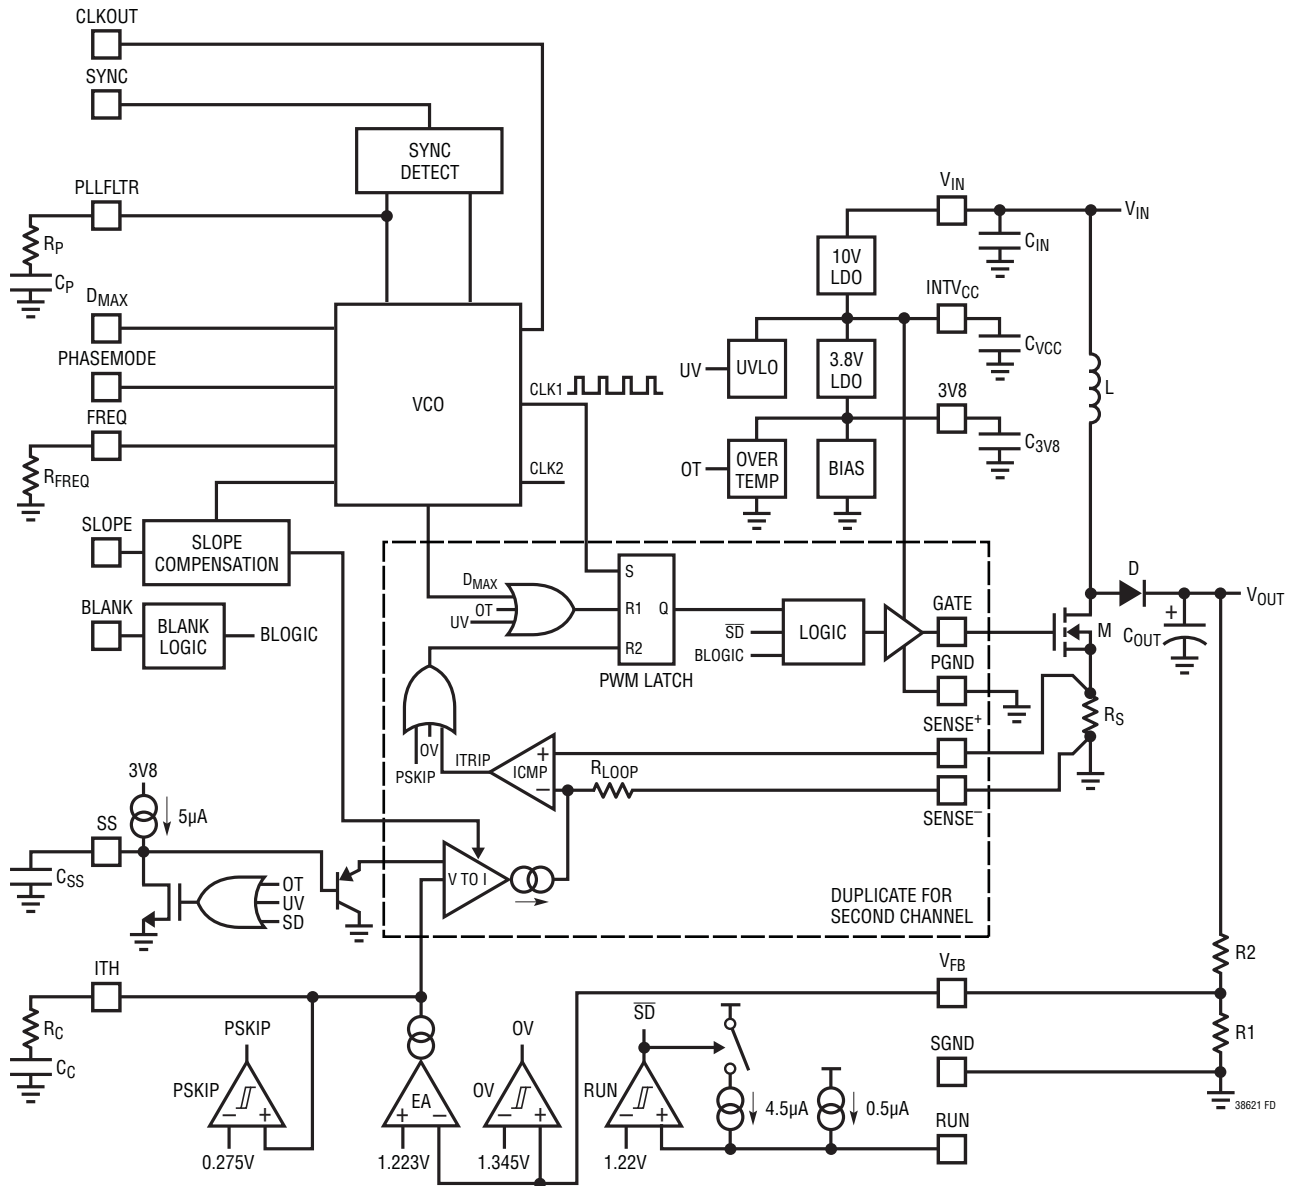 CLKOUT
SYNC
SYNC
DETECT
PLLFLTR
RP
CP
DMAX
PHASEMODE
FREQ
RFREQ
VCO
CLK1
CLK2
SLOPE
SLOPE
COMPENSATION
BLANK
BLANK
LOGIC
BLOGIC
VIN
VIN
CIN
10V
LDO
INTVCC
CVCC
UV
UVLO
3.8V
LDO
3V8
C3V8
OT
OVER
TEMP
BIAS
L
DMAX
OT
UV
S
R1
Q
R2
PWM LATCH
SD
BLOGIC
LOGIC
GATE
PGND
D
VOUT
M
COUT
+
RS
SENSE+
SENSE–
OV
PSKIP
ITRIP
ICMP
+
–
RLOOP
3V8
5µA
SS
CSS
OT
UV
SD
V TO I
DUPLICATE FOR
SECOND CHANNEL
ITH
RC
CC
PSKIP
PSKIP
–
+
0.275V
EA
+
–
1.223V
OV
OV
–
+
1.345V
SD
RUN
–
+
1.22V
4.5µA
0.5µA
VFB
SGND
RUN
R2
R1
38621 FD